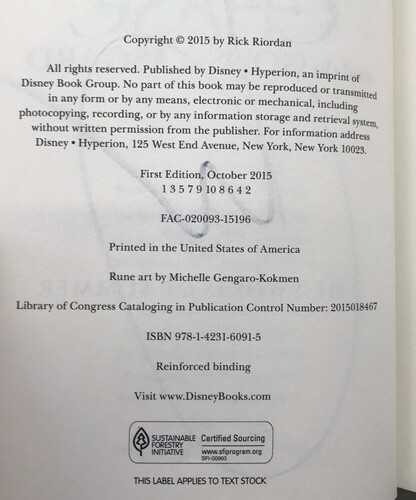 Copyright © 2015 by Rick Riordan
All rights reserved. Published by Disney • Hyperion, an imprint of
Disney Book Group. No part of this book may be reproduced or transmitted
in any form or by any means, electronic or mechanical, including
photocopying, recording, or by any information storage and retrieval system,
without written permission from the publisher. For information address
Disney • Hyperion, 125 West End Avenue, New York, New York 10023.
First Edition, October 2015
1 3 5 7 9 10 8 6 4 2
FAC-020093-15196
Printed in the United States of America
Rune art by Michelle Gengaro-Kokmen
Library of Congress Cataloging in Publication Control Number: 2015018467
ISBN 978-1-4231-6091-5
Reinforced binding
Visit www.DisneyBooks.com
SUSTAINABLE FORESTRY INITIATIVE
Certified Sourcing
www.sfiprogram.org
SFI-00993
THIS LABEL APPLIES TO TEXT STOCK